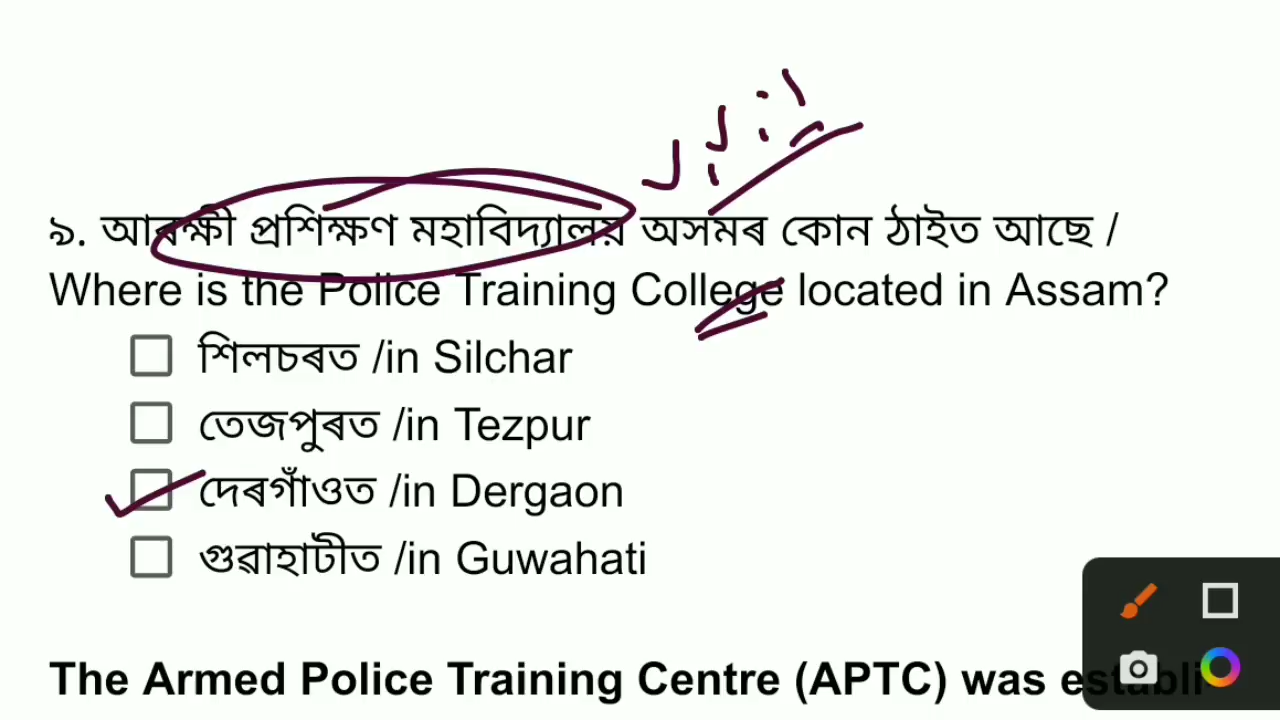 ৯. আৰক্ষী প্ৰশিক্ষণ মহাবিদ্যালয় অসমৰ কোন ঠাইত আছে /
Where is the Police Training College located in Assam?
শিলচৰত /in Silchar
তেজপুৰত /in Tezpur
দেৰগাঁওত /in Dergaon
গুৱাহাটীত /in Guwahati
The Armed Police Training Centre (APTC) was establi